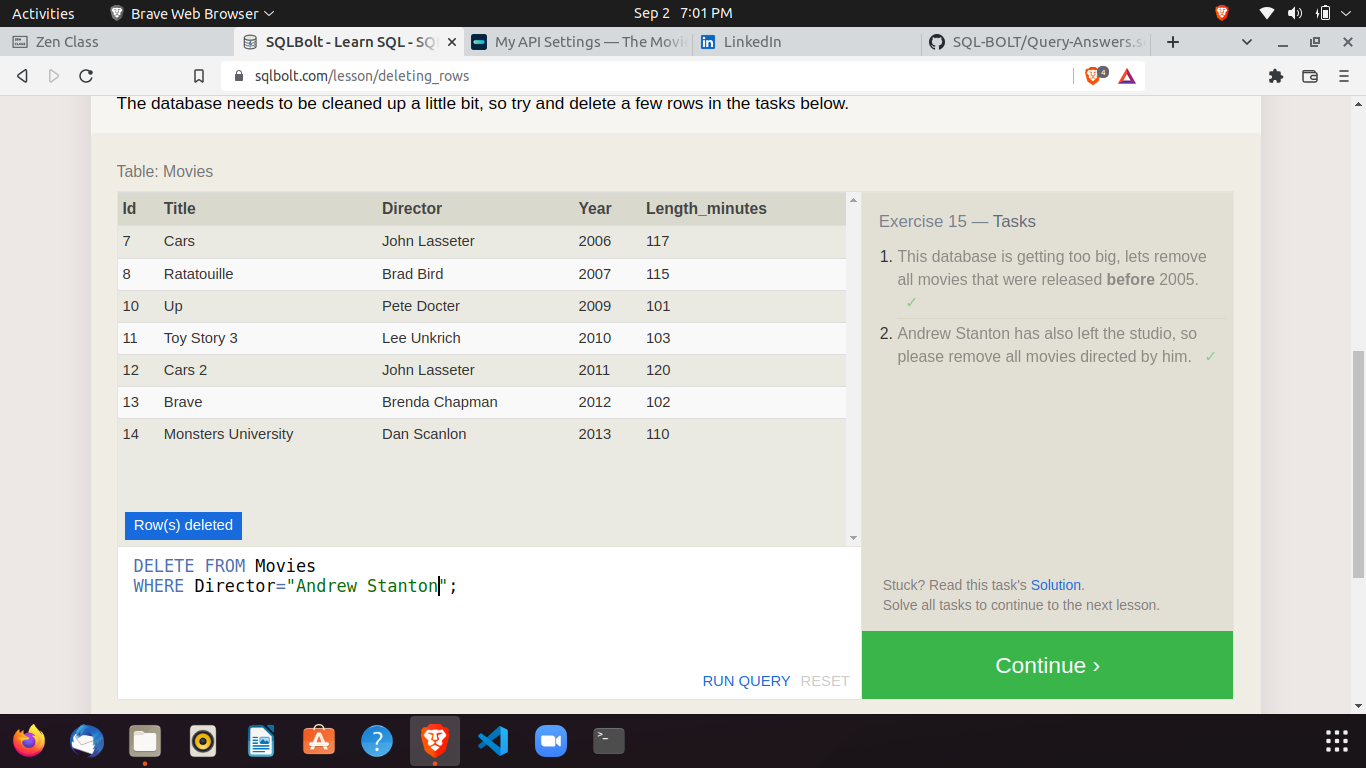 Activities
Brave Web Browser
Sep 2 7:01 PM
Zen Class
SQLBolt - Learn SQL - SQ
My API Settings — The Movi
LinkedIn
SQL-BOLT/Query-Answers.s
sqlbolt.com/lesson/deleting_rows
4
The database needs to be cleaned up a little bit, so try and delete a few rows in the tasks below.
Table: Movies
Id Title Director Year Length_minutes
7 Cars John Lasseter 2006 117
8 Ratatouille Brad Bird 2007 115
10 Up Pete Docter 2009 101
11 Toy Story 3 Lee Unkrich 2010 103
12 Cars 2 John Lasseter 2011 120
13 Brave Brenda Chapman 2012 102
14 Monsters University Dan Scanlon 2013 110
Row(s) deleted
DELETE FROM Movies
WHERE Director="Andrew Stanton";
RUN QUERY RESET
Exercise 15 — Tasks
1. This database is getting too big, lets remove
all movies that were released before 2005.
✓
2. Andrew Stanton has also left the studio, so
please remove all movies directed by him. ✓
Stuck? Read this task's Solution.
Solve all tasks to continue to the next lesson.
Continue ›